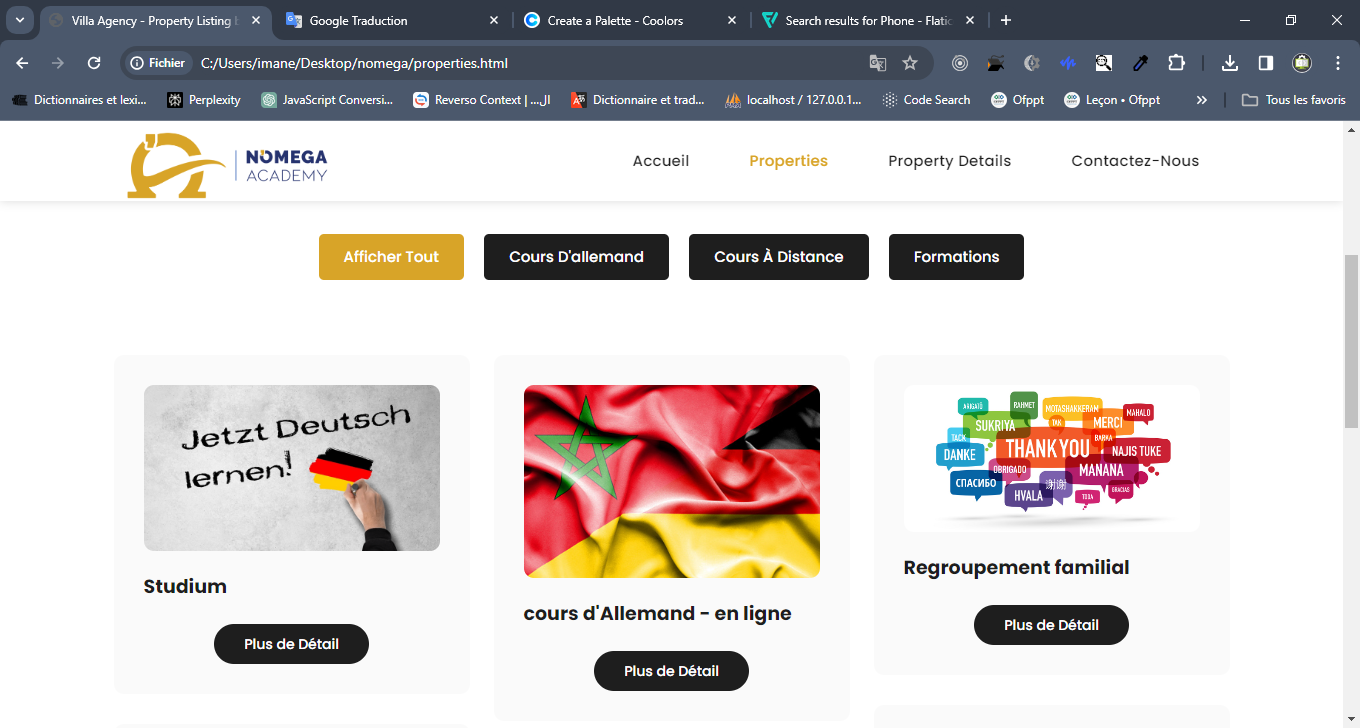 Villa Agency - Property Listing
Google Traduction
Create a Palette - Coolors
Search results for Phone - Flatic
Fichier
C:/Users/imane/Desktop/nomega/properties.html
Dictionnaires et lexi...
Perplexity
JavaScript Conversi...
Reverso Context | ...ال
Dictionnaire et trad...
localhost / 127.0.0.1...
Code Search
Ofppt
Leçon • Ofppt
Tous les favoris
NOMEGA
ACADEMY
Accueil
Properties
Property Details
Contactez-Nous
Afficher Tout
Cours D'allemand
Cours À Distance
Formations
Jetzt Deutsch
lernen!
Studium
Plus de Détail
cours d'Allemand - en ligne
Plus de Détail
ARIGATÔ
RAHMET
MOTASHAKKERAM
MAHALO
SUKRIYA
TAK
MERCI
TACK
THANK YOU
BARKA
DANKE
NAJIS TUKE
OBRIGADO
MANANA
СПАСИБО
HVALA
谢谢
TODA
GRACIAS
Regroupement familial
Plus de Détail